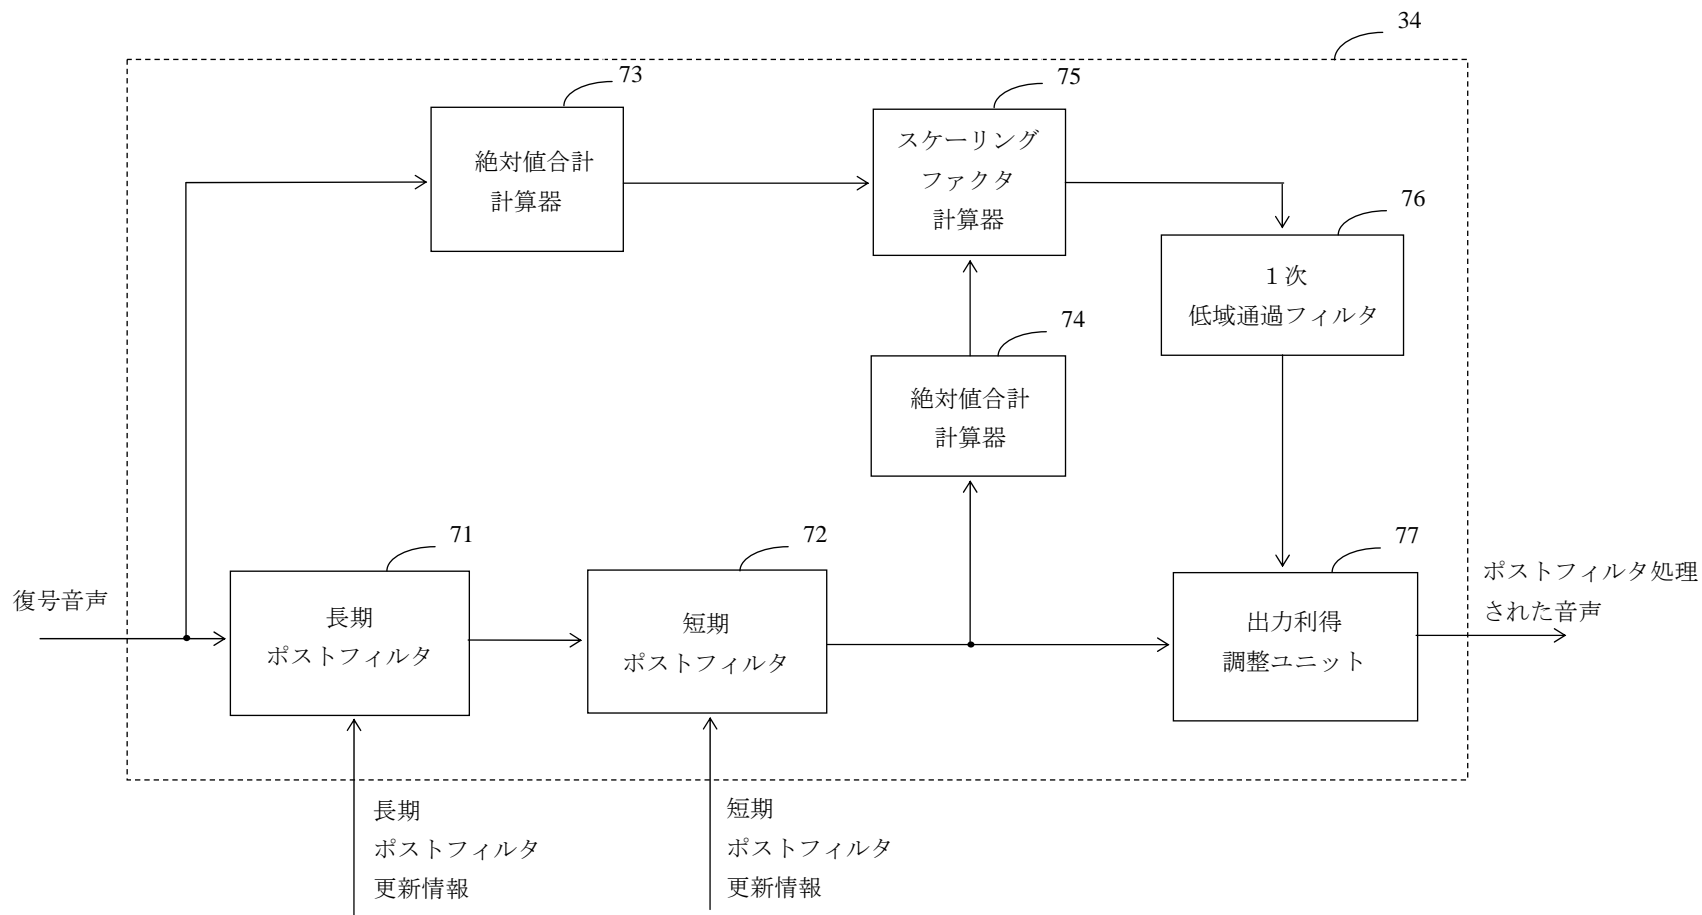 34
73
75
絶対値合計
計算器
スケーリング
ファクタ
計算器
76
1次
低域通過フィルタ
74
絶対値合計
計算器
71
72
77
復号音声
長期
ポストフィルタ
短期
ポストフィルタ
出力利得
調整ユニット
ポストフィルタ処理
された音声
長期
ポストフィルタ
更新情報
短期
ポストフィルタ
更新情報